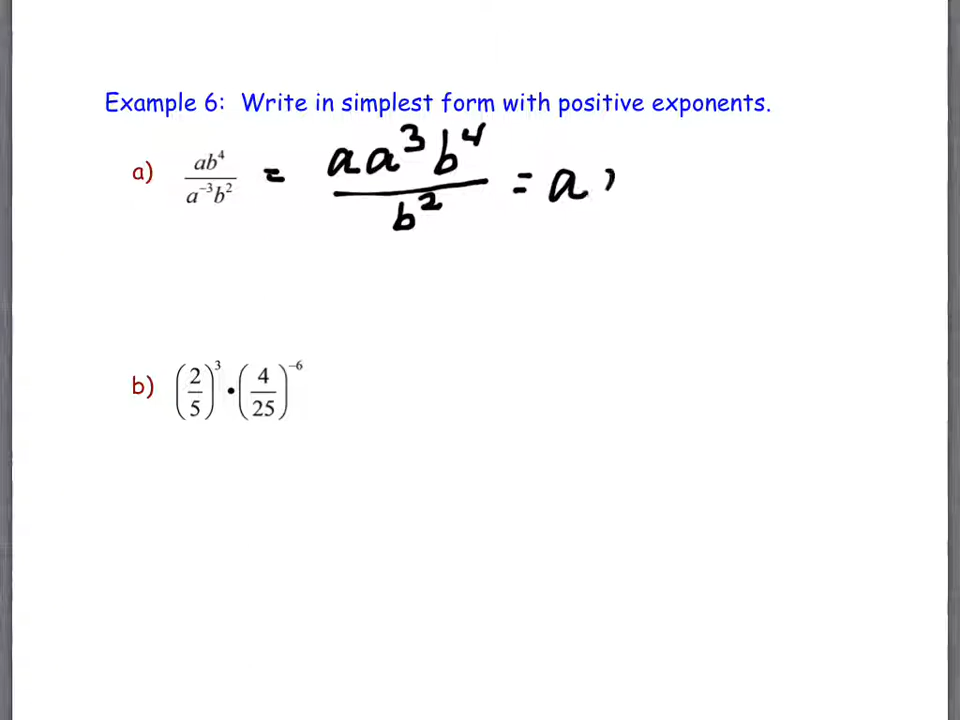 Example 6: Write in simplest form with positive exponents.
a) ab⁴/a⁻³b² = aa³b⁴/b² = a
b) (2/5)³ • (4/25)⁻⁶